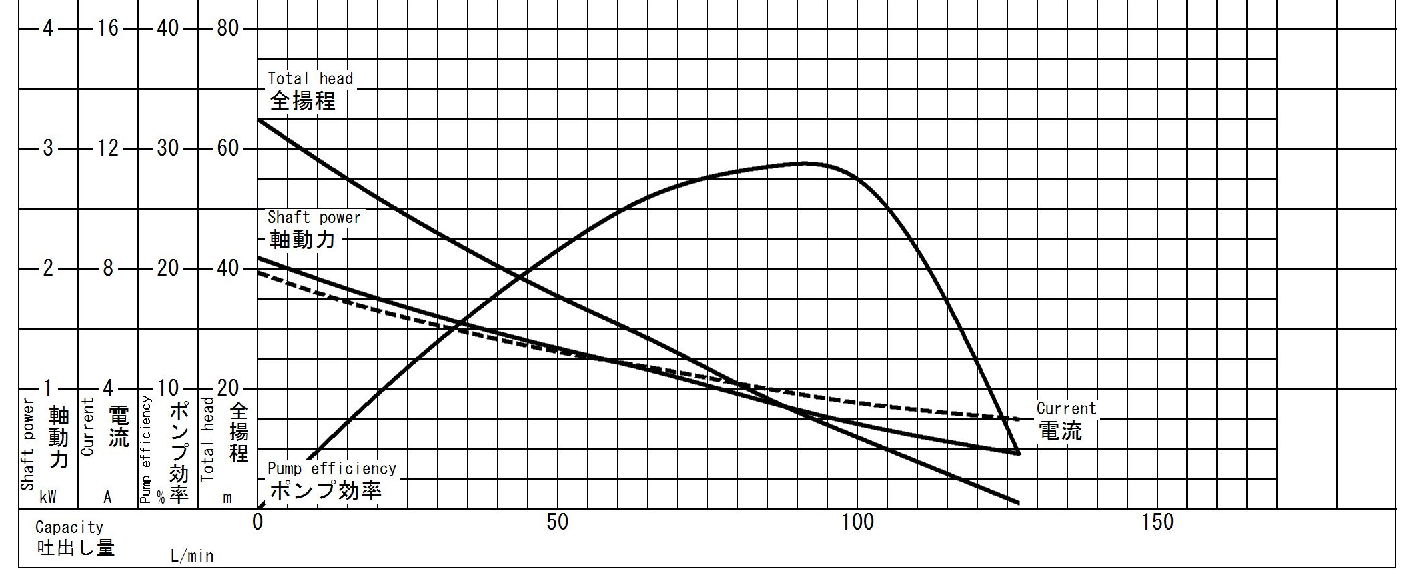 4 16 40 80
Total head
全揚程
3 12 30 60
Shaft power
軸動力
2 8 20 40
1 4 10 20
Shaft power 軸動力 kW
Current 電流 A
Pump efficiency ポンプ効率 %
Total head 全揚程 m
Current
電流
Pump efficiency
ポンプ効率
0 50 100 150
Capacity
吐出し量 L/min